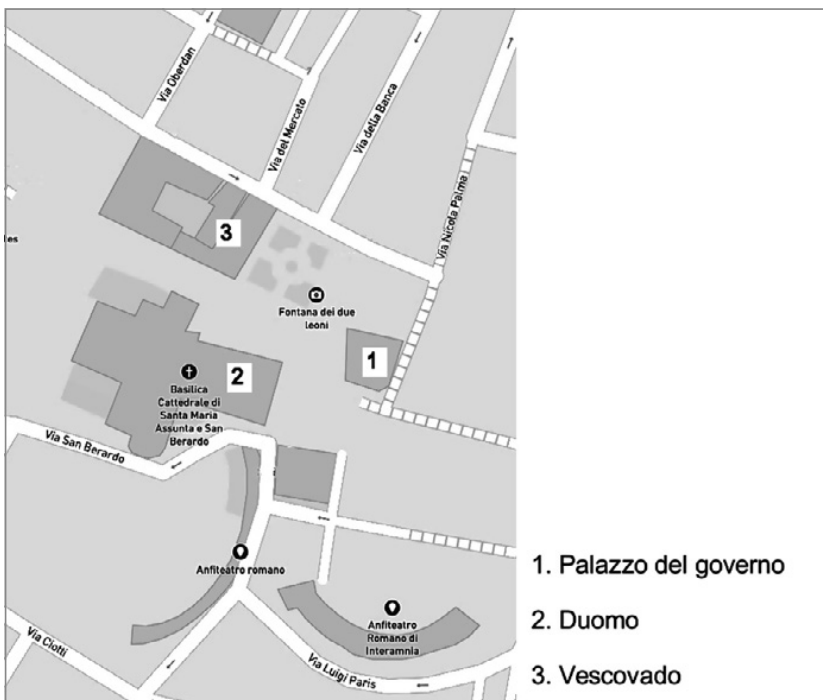 Via Oberdan
Via del Mercato
Via della Banca
Via Nicola Palma
les
3
Fontana dei due
leoni
1
2
Basilica
Cattedrale di
Santa Maria
Assunta e San
Berardo
Via San Berardo
Anfiteatro romano
Anfiteatro
Romano di
Interamnia
Via Ciotti
Via Luigi Paris
1. Palazzo del governo
2. Duomo
3. Vescovado